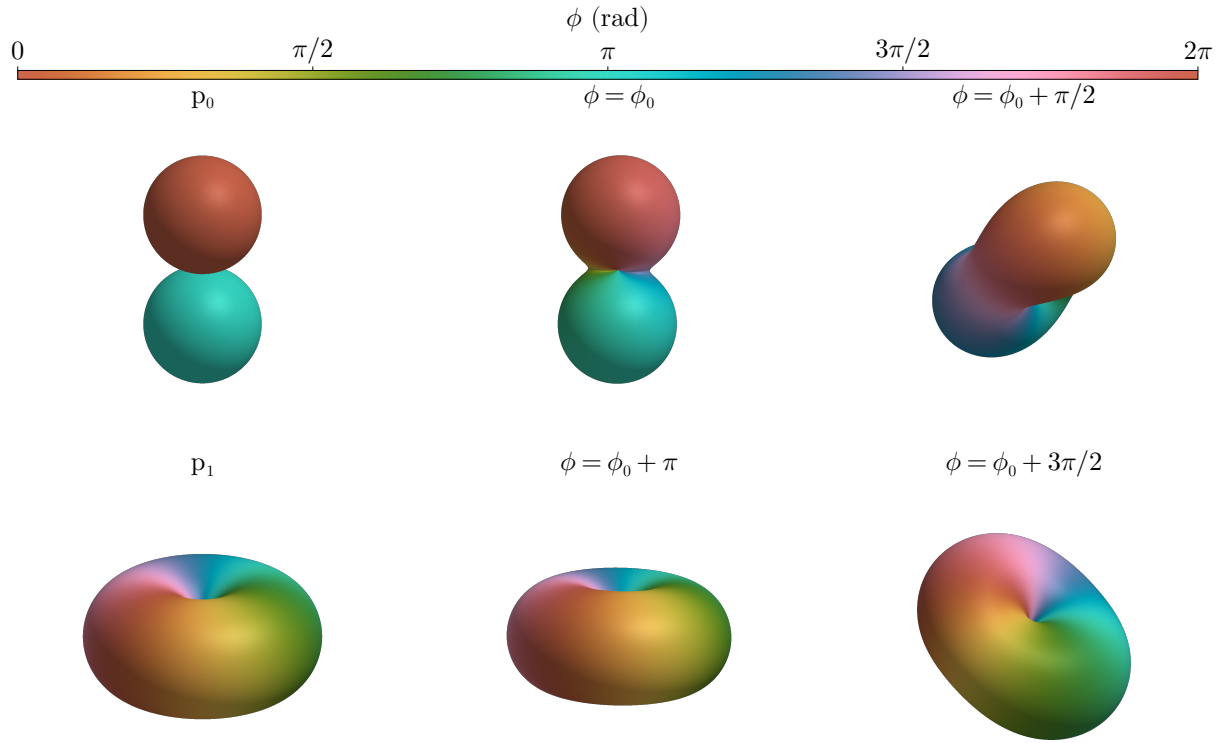 ϕ (rad)
0 π/2 π 3π/2 2π
p₀ ϕ = ϕ₀ ϕ = ϕ₀ + π/2
p₁ ϕ = ϕ₀ + π ϕ = ϕ₀ + 3π/2